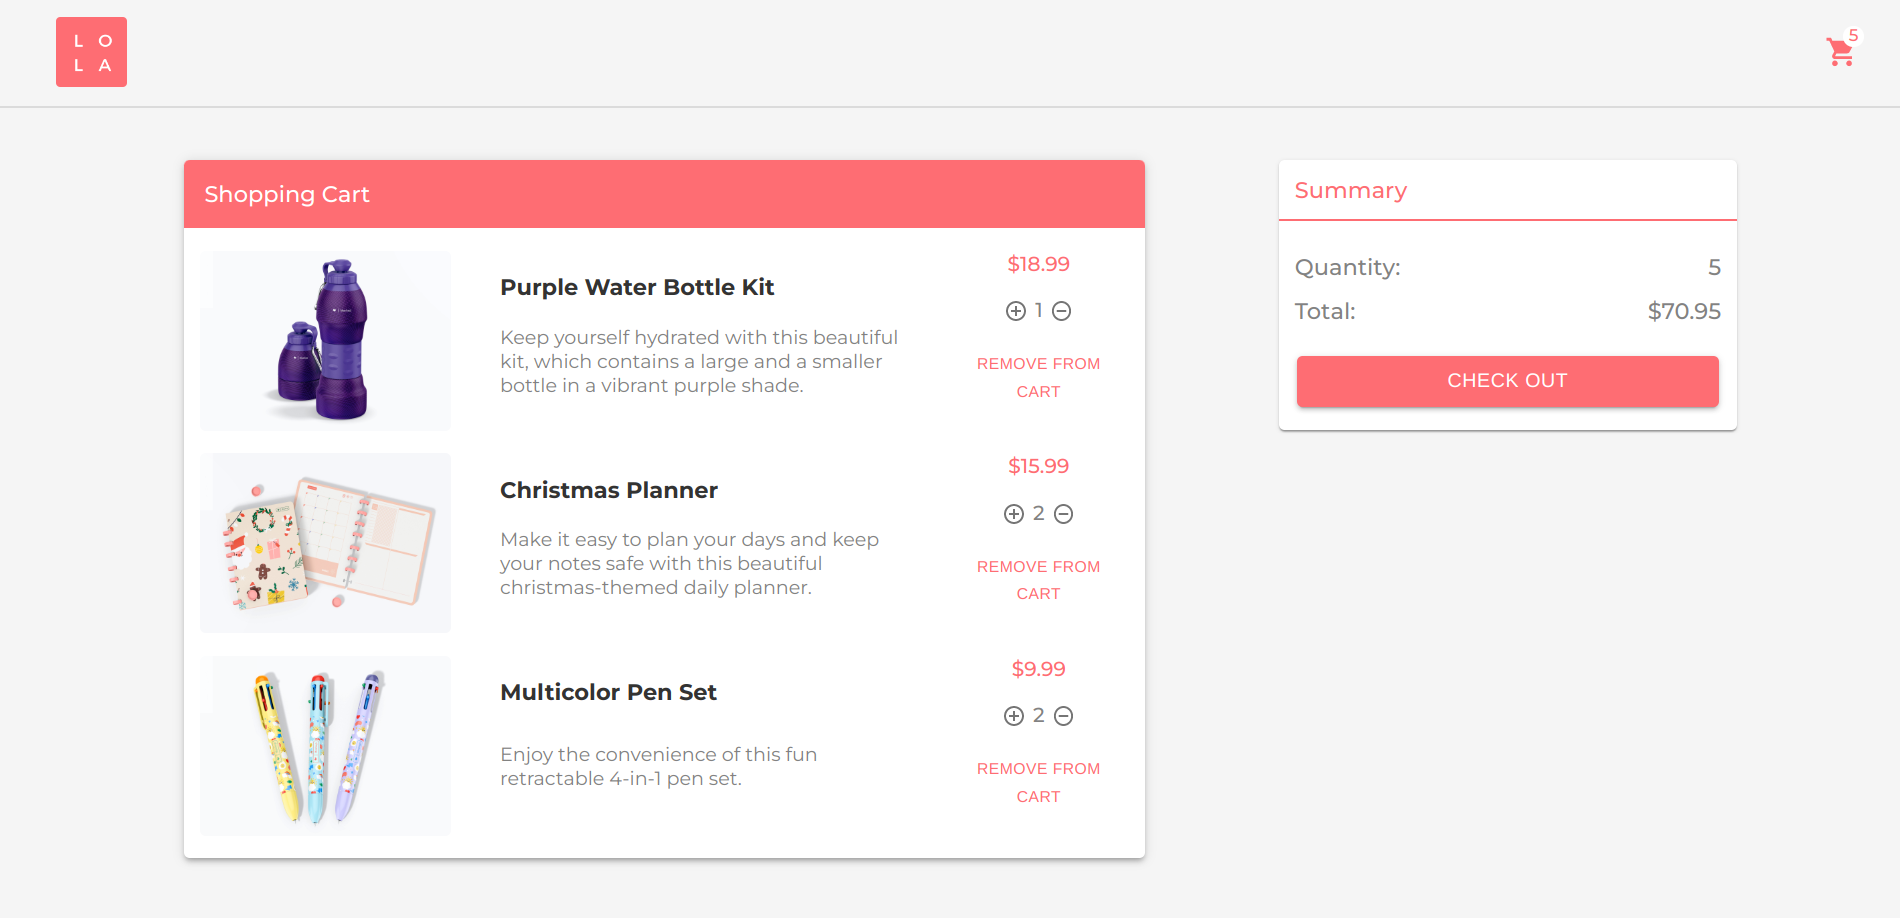 L O
L A
5
Shopping Cart
Purple Water Bottle Kit
Keep yourself hydrated with this beautiful
kit, which contains a large and a smaller
bottle in a vibrant purple shade.
$18.99
1
REMOVE FROM
CART
Christmas Planner
Make it easy to plan your days and keep
your notes safe with this beautiful
christmas-themed daily planner.
$15.99
2
REMOVE FROM
CART
Multicolor Pen Set
Enjoy the convenience of this fun
retractable 4-in-1 pen set.
$9.99
2
REMOVE FROM
CART
Summary
Quantity: 5
Total: $70.95
CHECK OUT